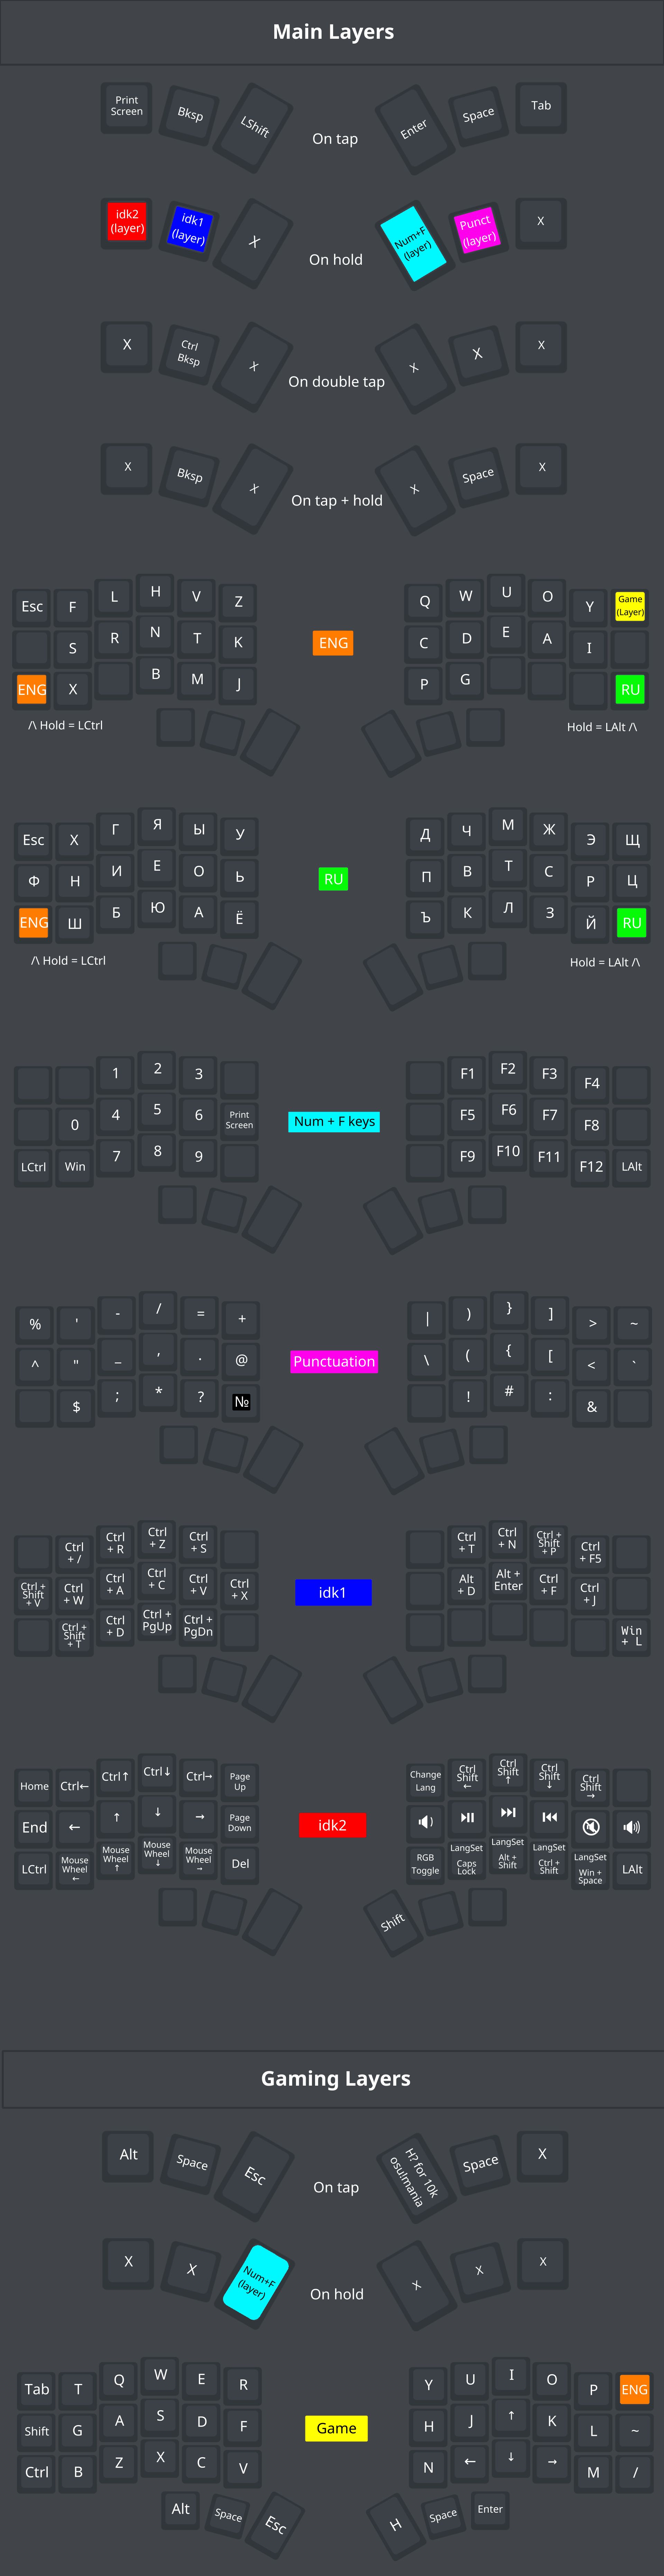 Main Layers
Print
Screen
Bksp
LShift
On tap
Enter
Space
Tab
idk2
(layer)
idk1
(layer)
X
On hold
Num+F
(layer)
Punct
(layer)
X
X
Ctrl
Bksp
X
On double tap
X
X
X
X
Bksp
X
On tap + hold
X
Space
X
Esc F L H V Z
Q W U O Y Game
(Layer)
S R N T K
ENG
C D E A I
ENG X B M J
P G RU
/\ Hold = LCtrl
Hold = LAlt /\
Esc Х Г Я Ы У
Д Ч М Ж Э Щ
Ф Н И Е О Ь
RU
П В Т С Р Ц
ENG Ш Б Ю А Ё
Ъ К Л З Й RU
/\ Hold = LCtrl
Hold = LAlt /\
1 2 3
F1 F2 F3 F4
0 4 5 6 Print
Screen
Num + F keys
F5 F6 F7 F8
LCtrl Win 7 8 9
F9 F10 F11 F12 LAlt
% ' - / = +
| ) } ] > ~
^ " _ , . @
Punctuation
\ ( { [ < `
$ ; * ? №
! # : &
Ctrl
+ /
Ctrl
+ R
Ctrl
+ Z
Ctrl
+ S
Ctrl
+ T
Ctrl
+ N
Ctrl +
Shift
+ P
Ctrl
+ F5
Ctrl +
Shift
+ V
Ctrl
+ W
Ctrl
+ A
Ctrl
+ C
Ctrl
+ V
Ctrl
+ X
idk1
Alt
+ D
Alt +
Enter
Ctrl
+ F
Ctrl
+ J
Ctrl +
Shift
+ T
Ctrl
+ D
Ctrl +
PgUp
Ctrl +
PgDn
Win
+ L
Home
Ctrl←
Ctrl↑
Ctrl↓
Ctrl→
Page
Up
Change
Lang
Ctrl
Shift
←
Ctrl
Shift
↑
Ctrl
Shift
↓
Ctrl
Shift
→
End
←
↑
↓
→
Page
Down
idk2
LCtrl
Mouse
Wheel
←
Mouse
Wheel
↑
Mouse
Wheel
↓
Mouse
Wheel
→
Del
RGB
Toggle
LangSet
Caps
Lock
LangSet
Alt +
Shift
LangSet
Ctrl +
Shift
LangSet
Win +
Space
LAlt
Shift
Gaming Layers
Alt
Space
Esc
On tap
H? for 10k
osu!mania
Space
X
X
X
Num+F
(layer)
On hold
X
X
X
Tab T Q W E R
Y U I O P ENG
Shift G A S D F
Game
H J ↑ K L ~
Ctrl B Z X C V
N ← ↓ → M /
Alt Space Esc
H Space Enter